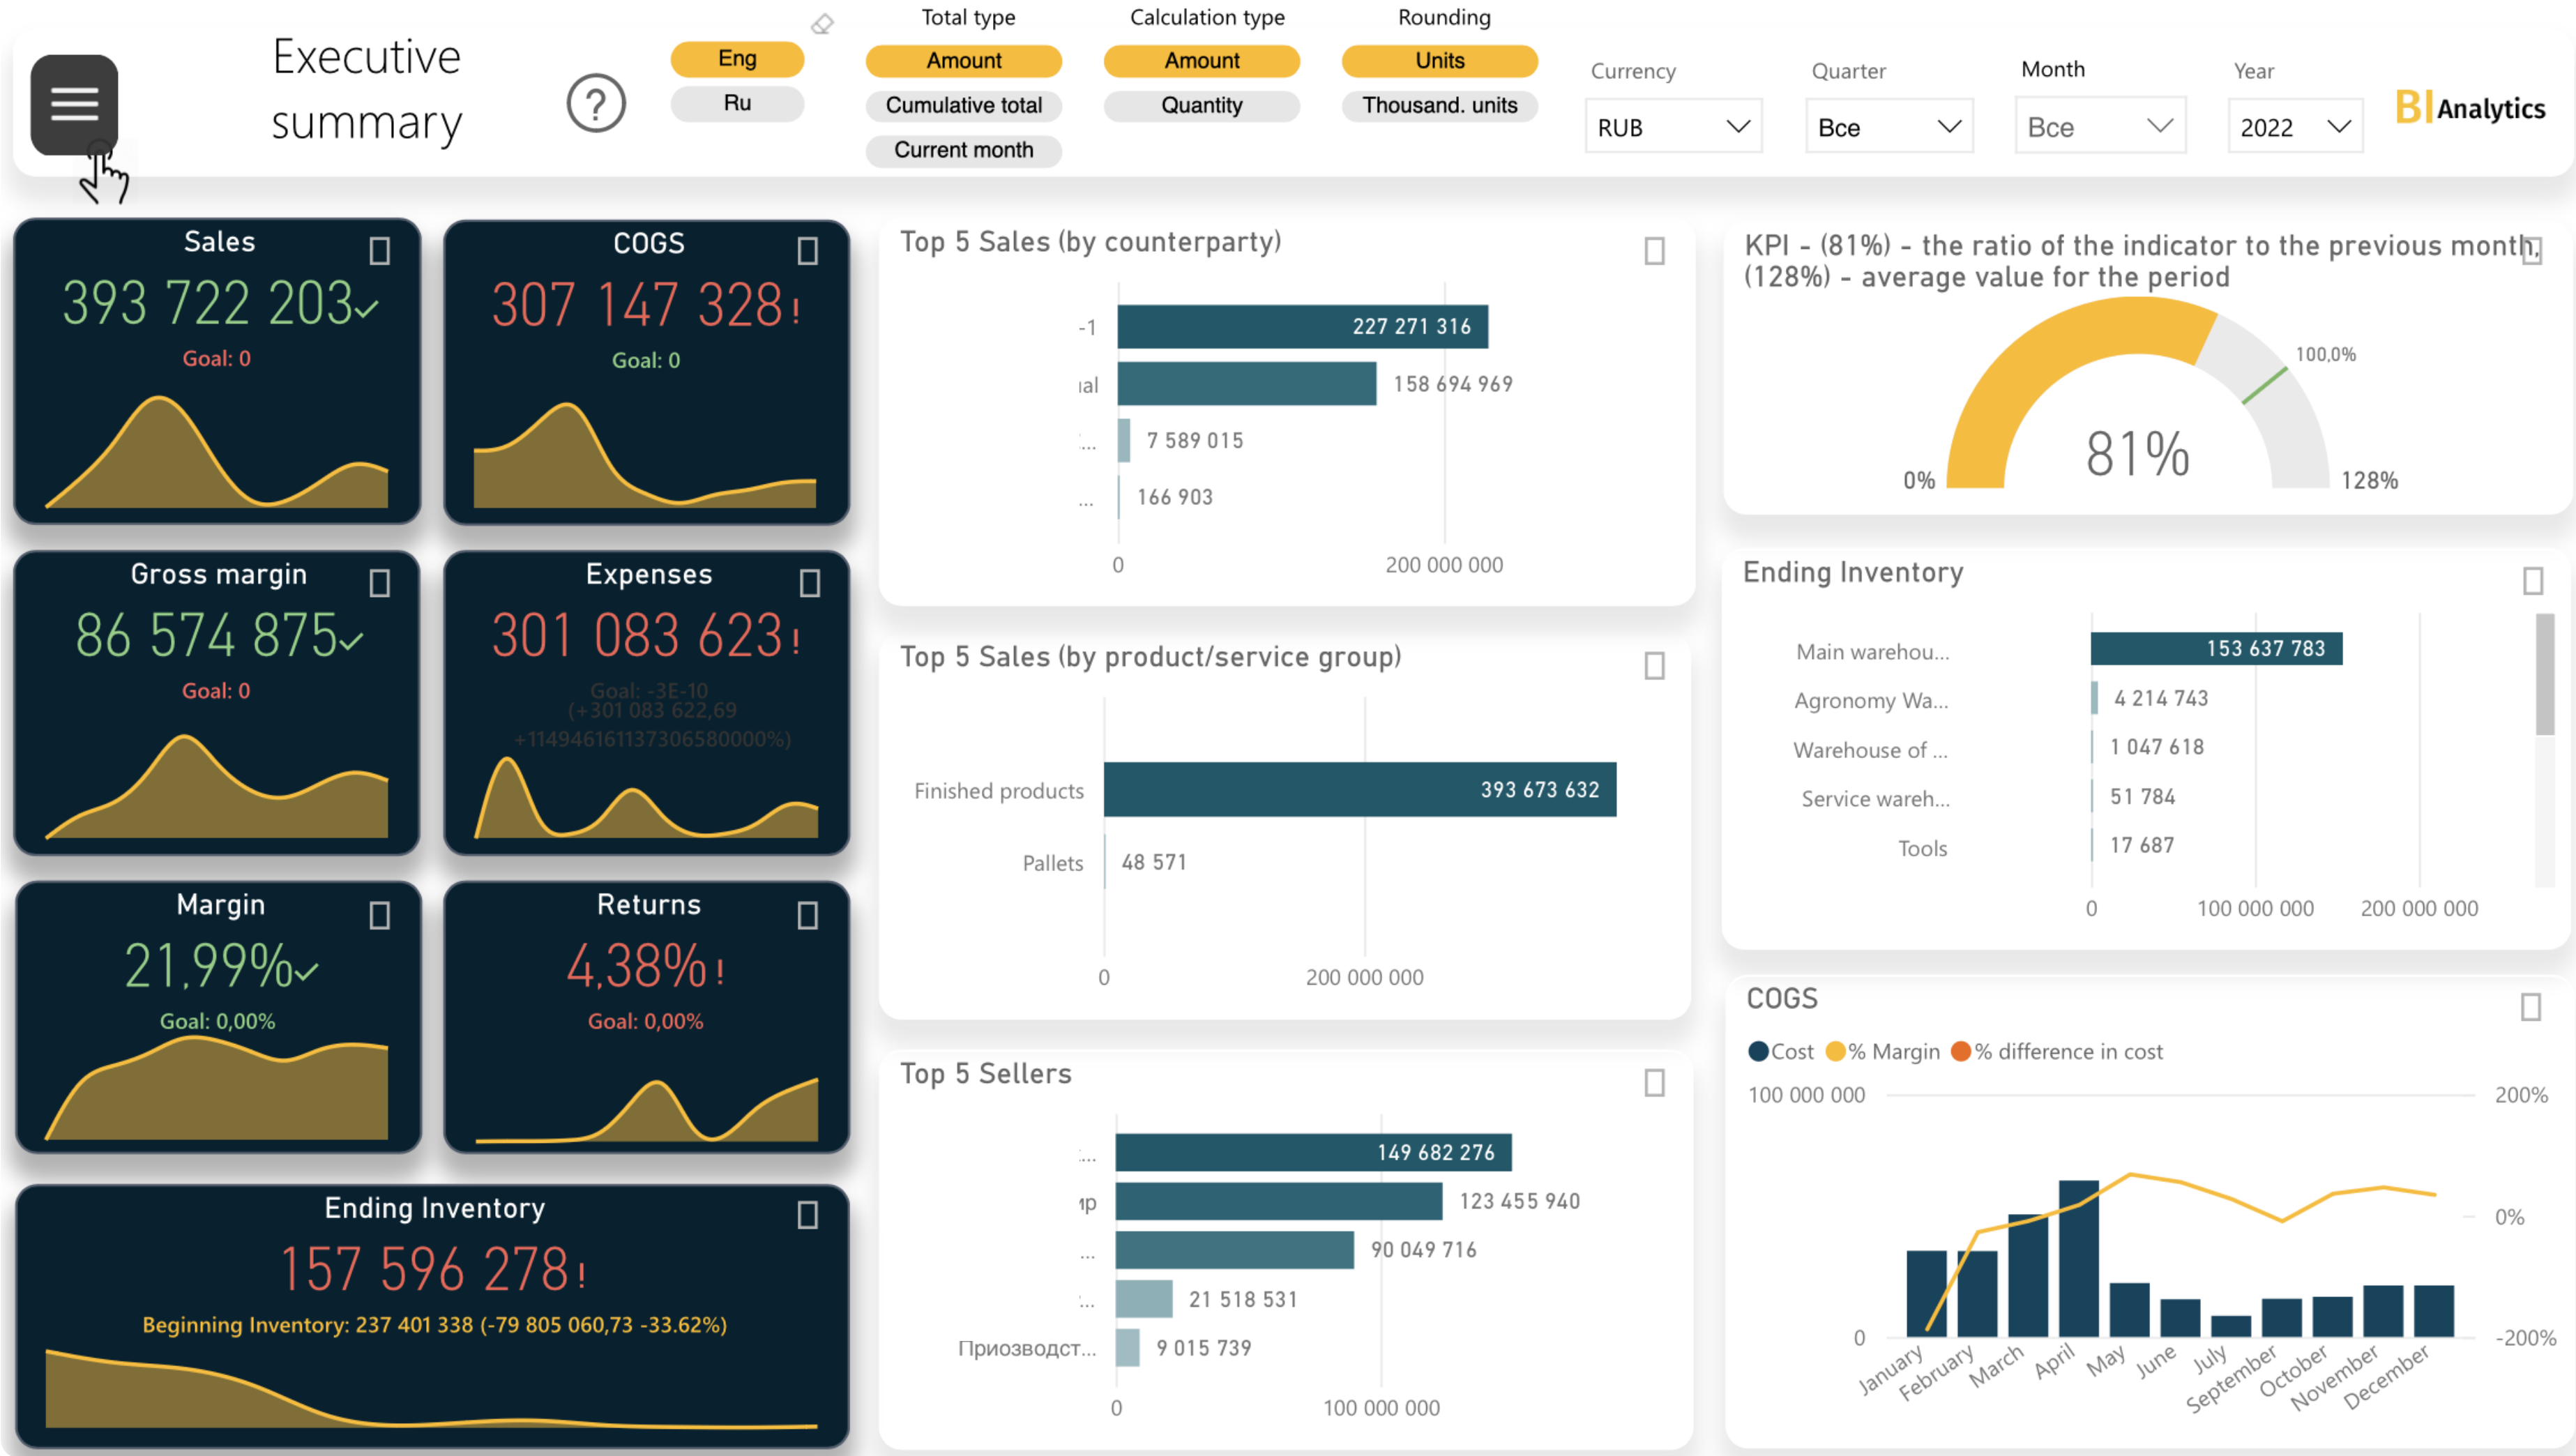 Executive
summary
?
Eng
Ru
Total type
Amount
Cumulative total
Current month
Calculation type
Amount
Quantity
Rounding
Units
Thousand. units
Currency
RUB
Quarter
Все
Month
Все
Year
2022
BI Analytics
Sales
393 722 203
Goal: 0
COGS
307 147 328!
Goal: 0
Gross margin
86 574 875
Goal: 0
Expenses
301 083 623!
Goal: -3E-10
(+301 083 622,69
+114946161137306580000%)
Margin
21,99%
Goal: 0,00%
Returns
4,38%!
Goal: 0,00%
Ending Inventory
157 596 278!
Beginning Inventory: 237 401 338 (-79 805 060,73 -33.62%)
Top 5 Sales (by counterparty)
-1 227 271 316
al 158 694 969
... 7 589 015
... 166 903
0 200 000 000
Top 5 Sales (by product/service group)
Finished products 393 673 632
Pallets 48 571
0 200 000 000
Top 5 Sellers
... 149 682 276
ир 123 455 940
... 90 049 716
... 21 518 531
Приозводст... 9 015 739
0 100 000 000
KPI - (81%) - the ratio of the indicator to the previous month,
(128%) - average value for the period
100,0%
81%
0% 128%
Ending Inventory
Main warehou... 153 637 783
Agronomy Wa... 4 214 743
Warehouse of ... 1 047 618
Service wareh... 51 784
Tools 17 687
0 100 000 000 200 000 000
COGS
Cost % Margin % difference in cost
100 000 000 200%
0%
0 -200%
January February March April May June July September October November December